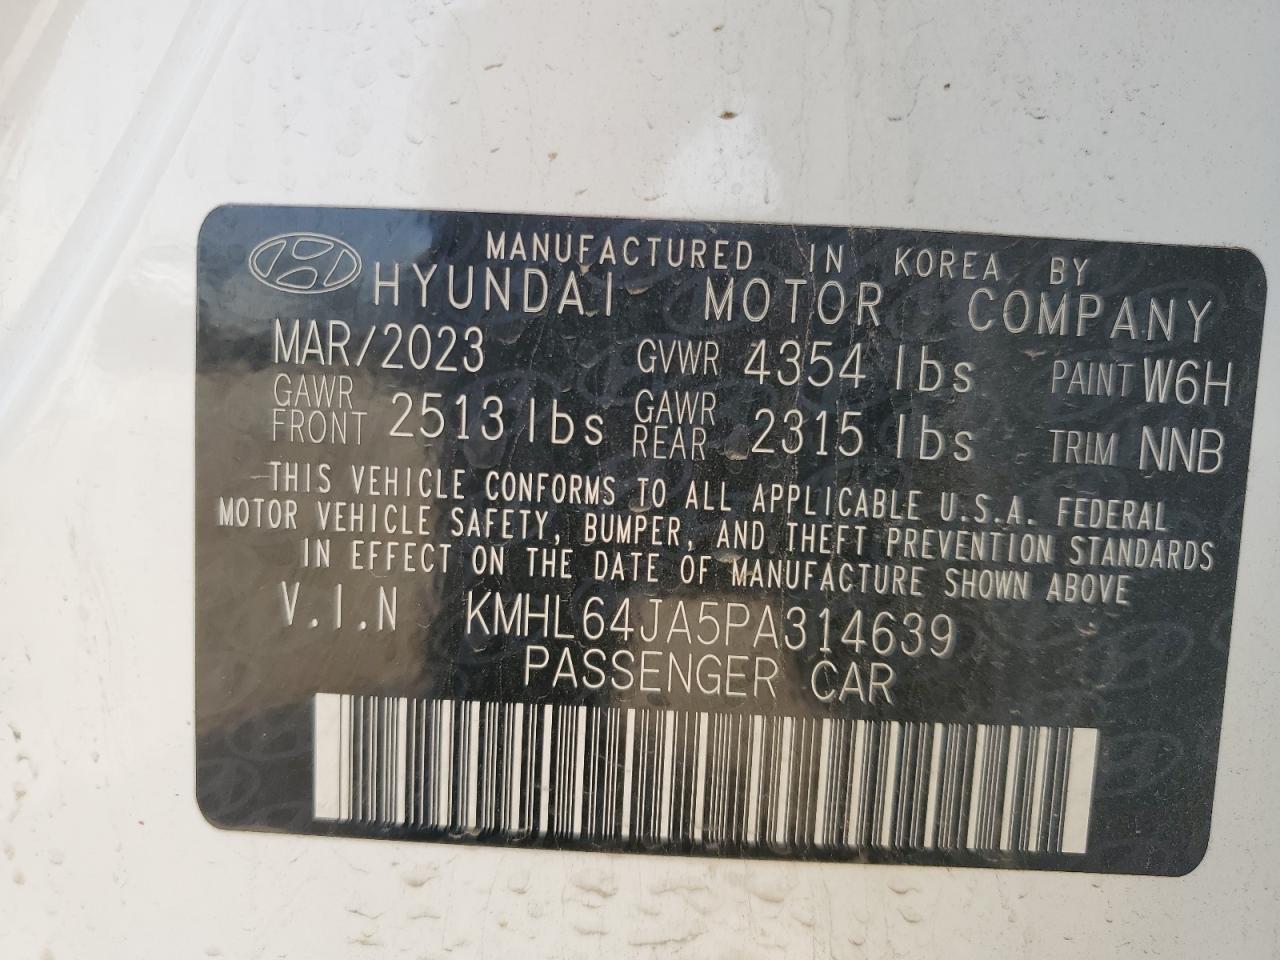 MANUFACTURED IN KOREA BY
HYUNDAI MOTOR COMPANY
MAR/2023 GVWR 4354 lbs PAINT W6H
GAWR FRONT 2513 lbs GAWR REAR 2315 lbs TRIM NNB
THIS VEHICLE CONFORMS TO ALL APPLICABLE U.S.A. FEDERAL
MOTOR VEHICLE SAFETY, BUMPER, AND THEFT PREVENTION STANDARDS
IN EFFECT ON THE DATE OF MANUFACTURE SHOWN ABOVE
V.I.N KMHL64JA5PA314639
PASSENGER CAR